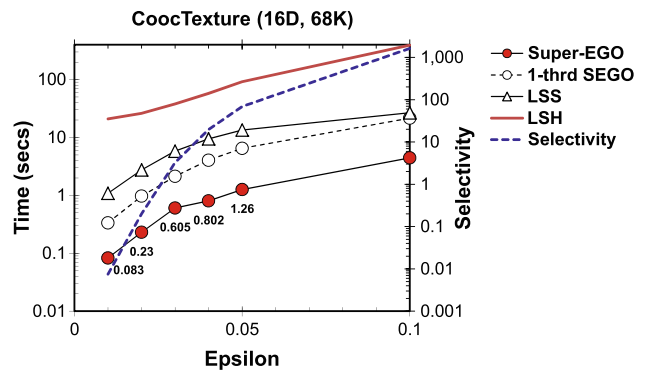 CoocTexture (16D, 68K)
Time (secs)
100
10
1
0.1
0.01
0
0.05
0.1
Epsilon
0.083
0.23
0.605
0.802
1.26
1,000
100
10
1
0.1
0.01
0.001
Selectivity
Super-EGO
1-thrd SEGO
LSS
LSH
Selectivity